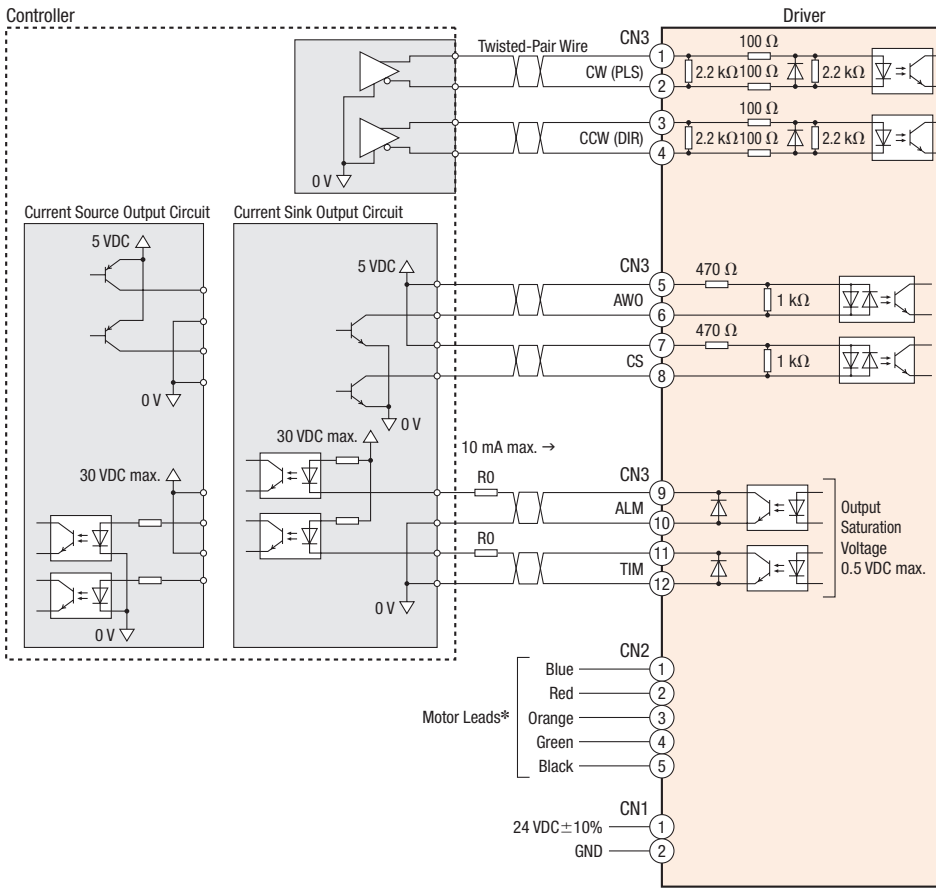 Controller
Driver
Twisted-Pair Wire
CN3
1
CW (PLS)
2
100 Ω
2.2 kΩ
100 Ω
2.2 kΩ
3
CCW (DIR)
4
100 Ω
2.2 kΩ
100 Ω
2.2 kΩ
0 V
Current Source Output Circuit
Current Sink Output Circuit
5 VDC
0 V
30 VDC max.
0 V
5 VDC
0 V
30 VDC max.
0 V
CN3
5
AWO
6
470 Ω
1 kΩ
7
CS
8
470 Ω
1 kΩ
10 mA max. →
R0
CN3
9
ALM
10
R0
11
TIM
12
Output
Saturation
Voltage
0.5 VDC max.
CN2
Motor Leads*
Blue
1
Red
2
Orange
3
Green
4
Black
5
CN1
24 VDC±10%
1
GND
2